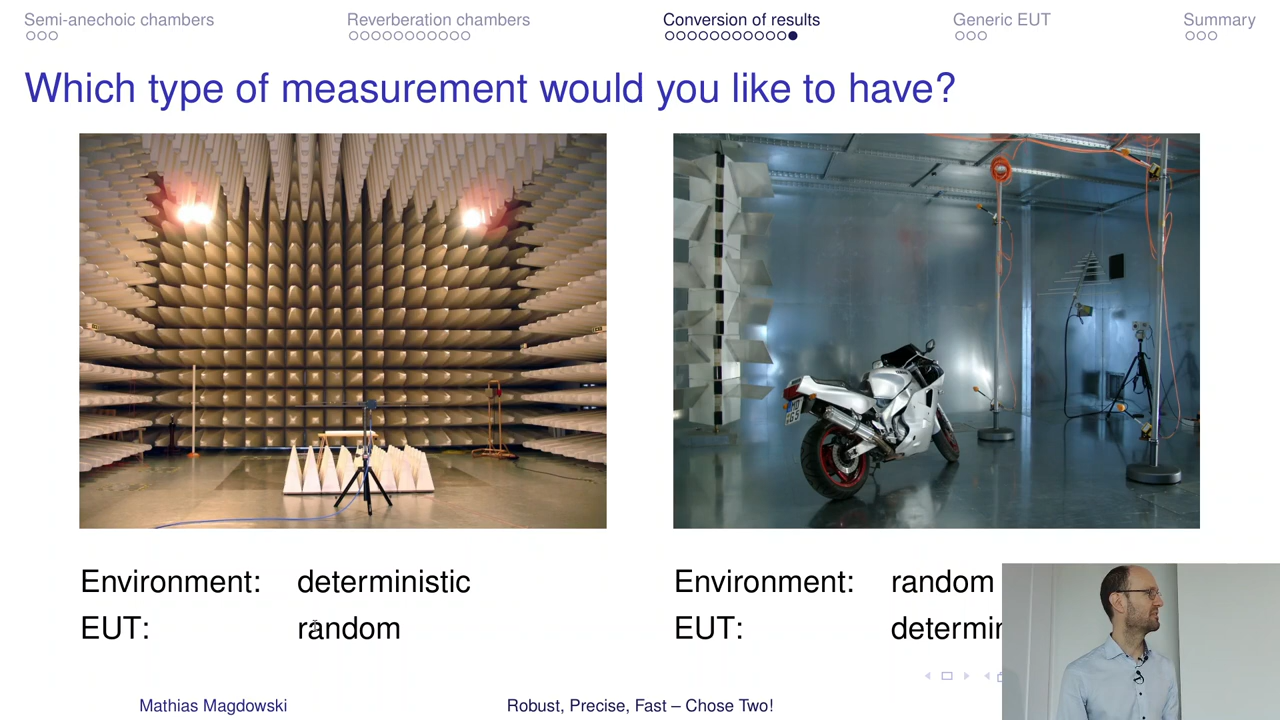 Semi-anechoic chambers
Reverberation chambers
Conversion of results
Generic EUT
Summary
Which type of measurement would you like to have?
Environment: deterministic
EUT: random
Environment: random
EUT: determin
Mathias Magdowski
Robust, Precise, Fast – Chose Two!